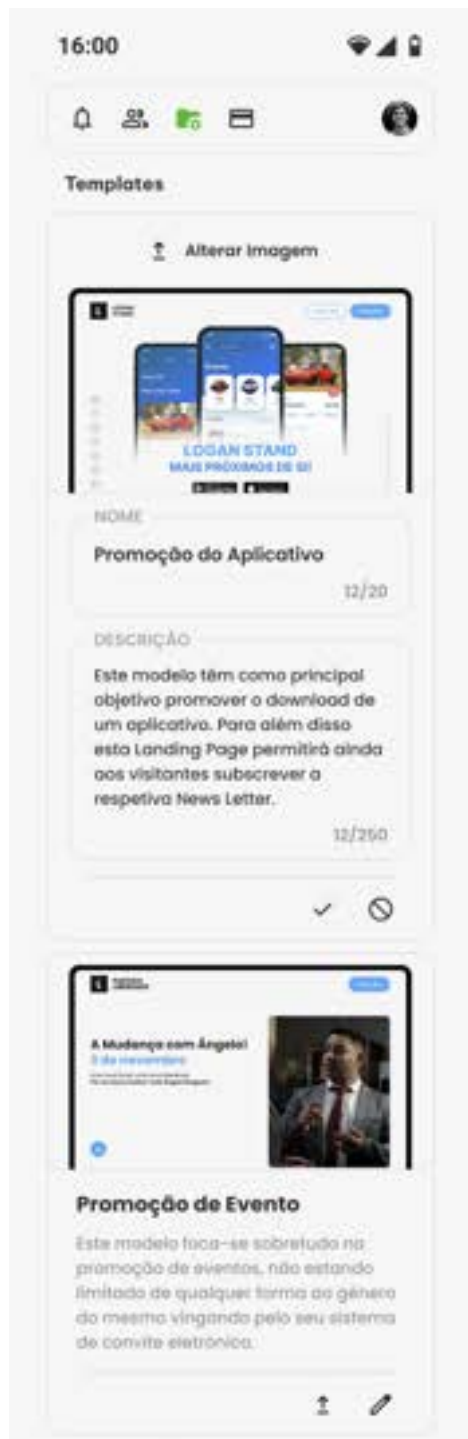 16:00
Templates
Alterar Imagem
LOGAN STAND
MAIS PRÓXIMOS DE SI!
NOME
Promoção do Aplicativo
12/20
DESCRIÇÃO
Este modelo têm como principal
objetivo promover o download de
um aplicativo. Para além disso
esta Landing Page permitirá ainda
aos visitantes subscrever a
respetiva News Letter.
12/250
A Mudança com Ângelo!
3 de novembro
Promoção de Evento
Este modelo foca-se sobretudo na
promoção de eventos, não estando
limitado de qualquer forma ao género
do mesmo vingando pelo seu sistema
de convite eletrónico.